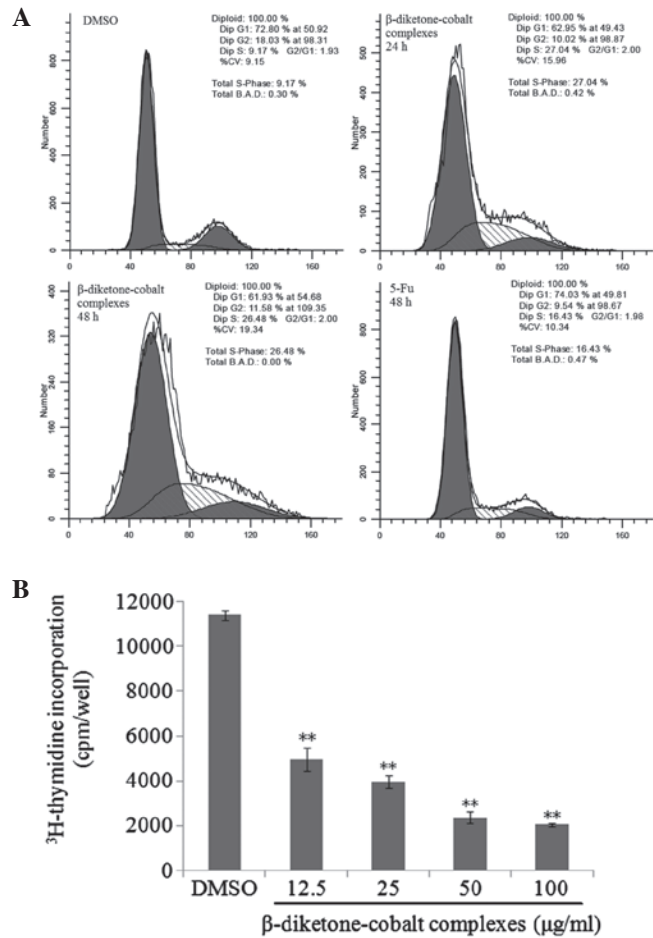 A
DMSO
Diploid: 100.00 %
Dip G1: 72.80 % at 50.92
Dip G2: 18.03 % at 98.31
Dip S: 9.17 % G2/G1: 1.93
%CV: 9.15
Total S-Phase: 9.17 %
Total B.A.D.: 0.30 %
Number
0 200 400 600 800
0 40 80 120 160
β-diketone-cobalt
complexes
24 h
Diploid: 100.00 %
Dip G1: 62.95 % at 49.43
Dip G2: 10.02 % at 98.87
Dip S: 27.04 % G2/G1: 2.00
%CV: 15.96
Total S-Phase: 27.04 %
Total B.A.D.: 0.42 %
Number
0 100 200 300 400 500
0 40 80 120 160
β-diketone-cobalt
complexes
48 h
Diploid: 100.00 %
Dip G1: 61.93 % at 54.68
Dip G2: 11.58 % at 109.35
Dip S: 26.48 % G2/G1: 2.00
%CV: 19.34
Total S-Phase: 26.48 %
Total B.A.D.: 0.00 %
Number
0 80 160 240 320
0 40 80 120 160
5-Fu
48 h
Diploid: 100.00 %
Dip G1: 74.03 % at 49.81
Dip G2: 9.54 % at 98.67
Dip S: 16.43 % G2/G1: 1.98
%CV: 10.34
Total S-Phase: 16.43 %
Total B.A.D.: 0.47 %
Number
0 200 400 600 800
0 40 80 120 160
B
³H-thymidine incorporation
(cpm/well)
12000
10000
8000
6000
4000
2000
0
** ** ** **
DMSO 12.5 25 50 100
β-diketone-cobalt complexes (µg/ml)